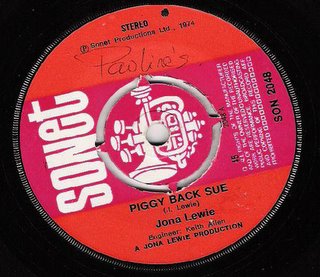 STEREO
℗ Sonet Productions Ltd., 1974
Pauline's
sonet
SON 2048
PIGGY BACK SUE
(J. Lewie)
Jona Lewie
Engineer: Keith Allen
A JONA LEWIE PRODUCTION